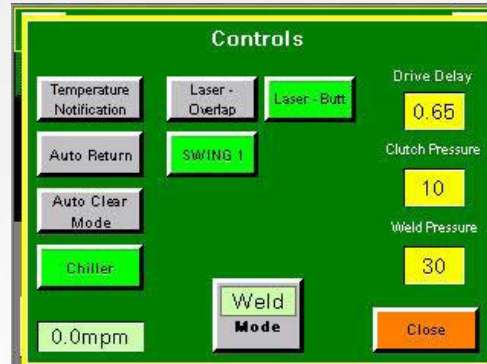 Controls
Temperature
Notification
Laser -
Overlap
Laser - Butt
Drive Delay
0.65
Auto Return
SWING 1
Clutch Pressure
10
Auto Clear
Mode
Weld Pressure
30
Chiller
Weld
Mode
0.0mpm
Close